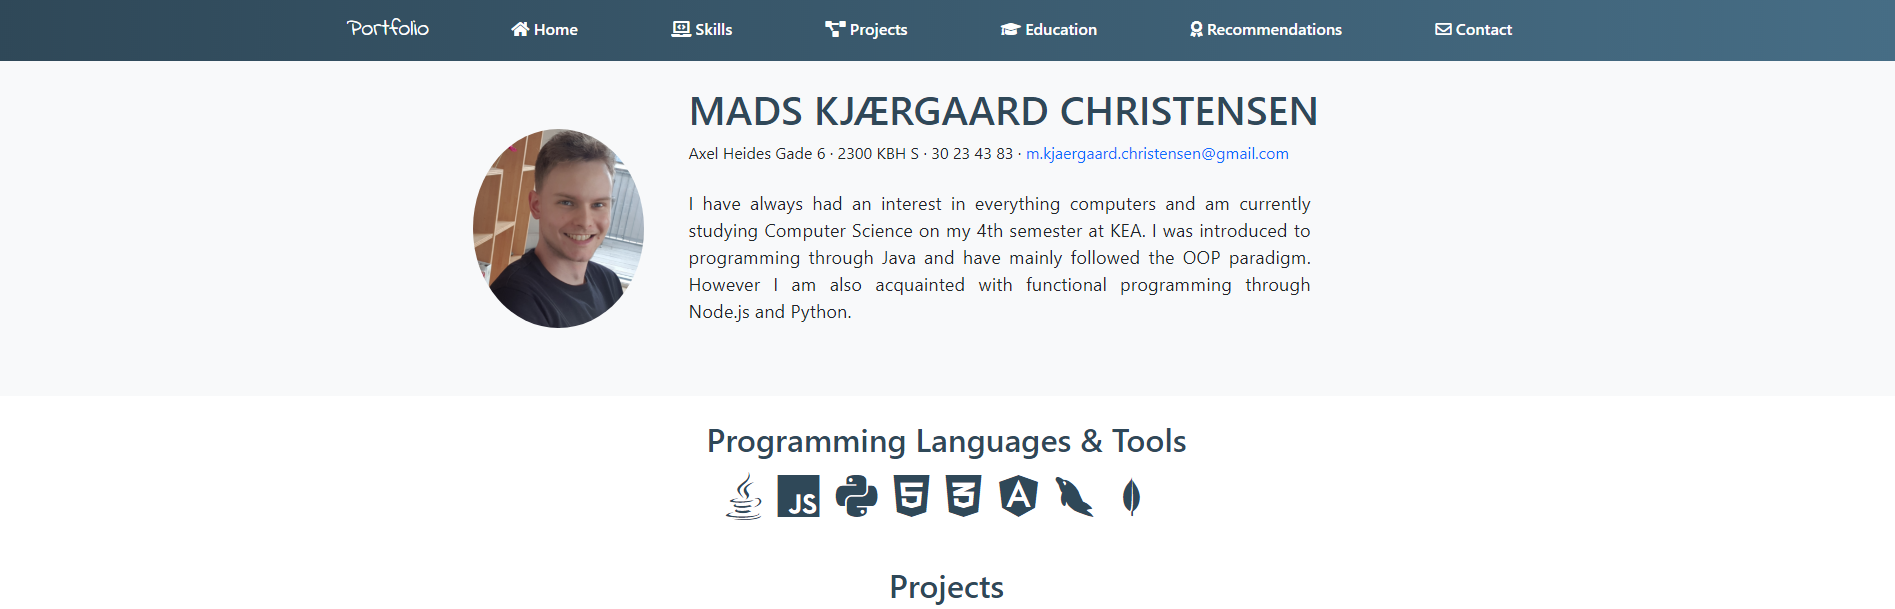 Portfolio
Home
Skills
Projects
Education
Recommendations
Contact
MADS KJÆRGAARD CHRISTENSEN
Axel Heides Gade 6 · 2300 KBH S · 30 23 43 83 · m.kjaergaard.christensen@gmail.com
I have always had an interest in everything computers and am currently
studying Computer Science on my 4th semester at KEA. I was introduced to
programming through Java and have mainly followed the OOP paradigm.
However I am also acquainted with functional programming through
Node.js and Python.
Programming Languages & Tools
JS
5
3
A
Projects